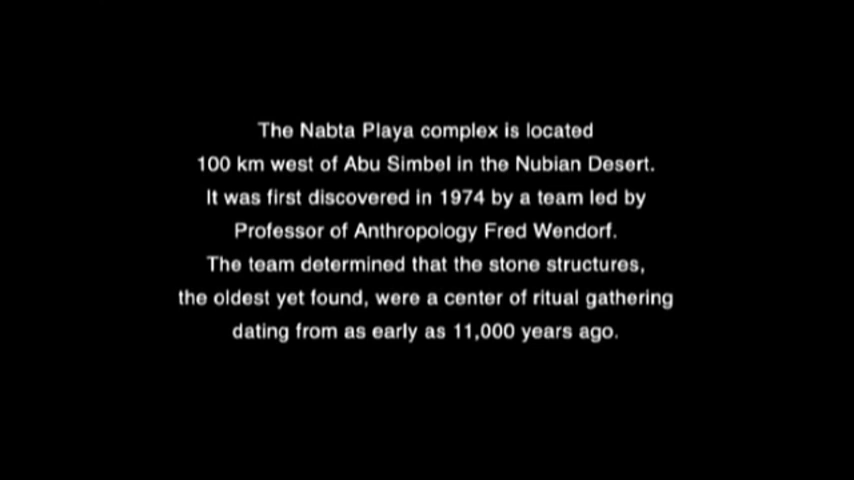 The Nabta Playa complex is located
100 km west of Abu Simbel in the Nubian Desert.
It was first discovered in 1974 by a team led by
Professor of Anthropology Fred Wendorf.
The team determined that the stone structures,
the oldest yet found, were a center of ritual gathering
dating from as early as 11,000 years ago.